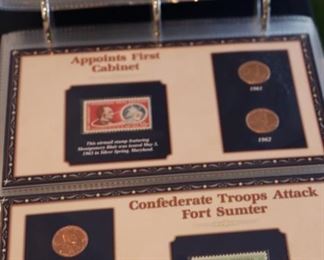 Appoints First
Cabinet
1961
This airmail stamp featuring
Montgomery Blair was issued May 3,
1963 in Silver Spring, Maryland.
1962
Confederate Troops Attack
Fort Sumter